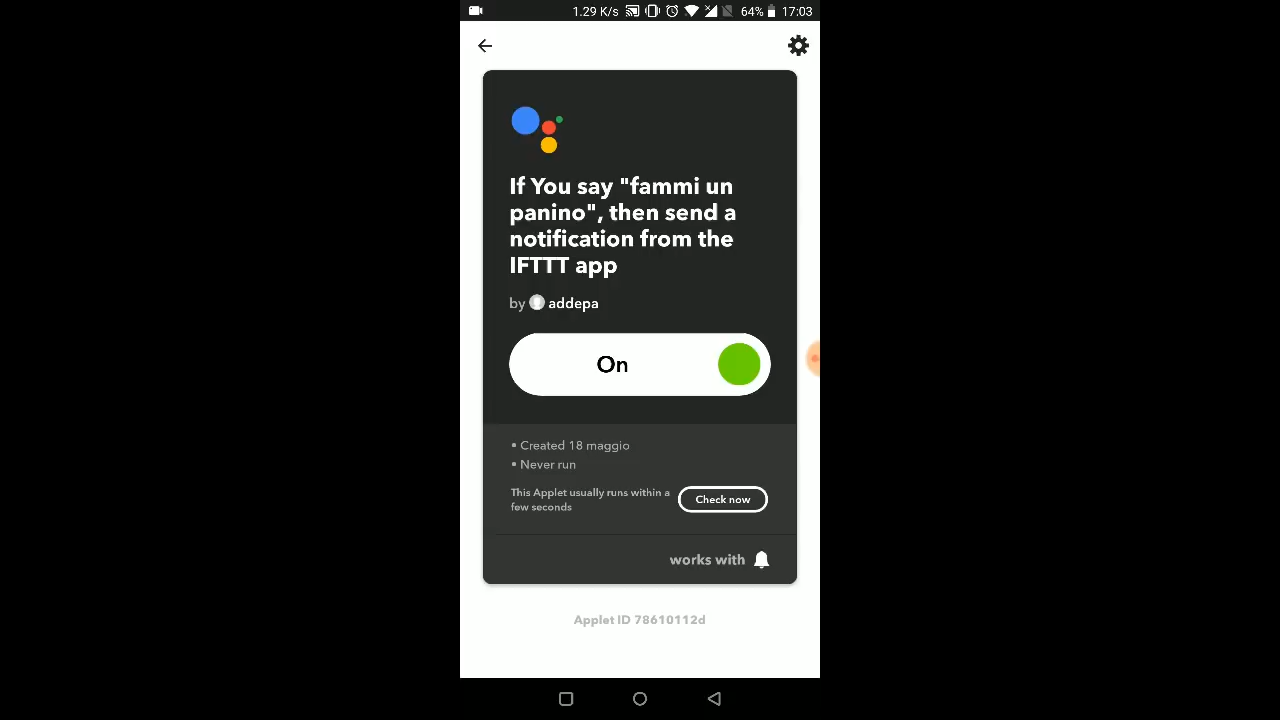 1.29 K/s 64% 17:03
If You say "fammi un
panino", then send a
notification from the
IFTTT app
by addepa
On
• Created 18 maggio
• Never run
This Applet usually runs within a
few seconds
Check now
works with
Applet ID 78610112d